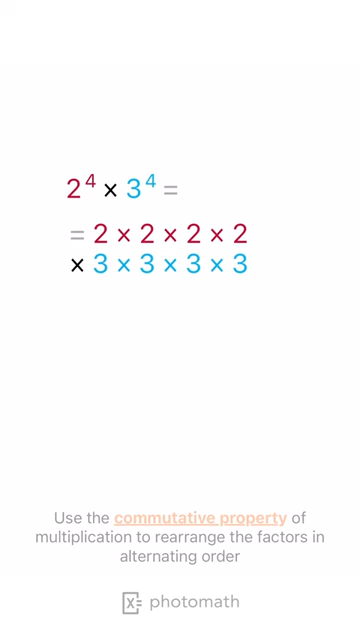 2⁴ × 3⁴ =
= 2 × 2 × 2 × 2
× 3 × 3 × 3 × 3
Use the commutative property of
multiplication to rearrange the factors in
alternating order
photomath